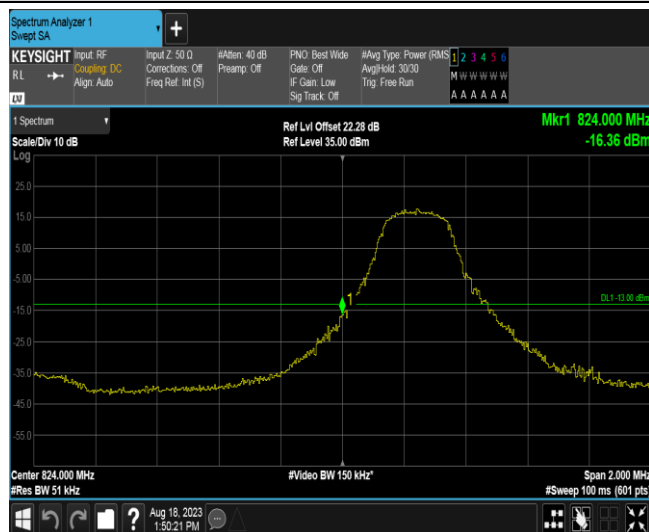 Spectrum Analyzer 1
Swept SA
+
KEYSIGHT
RL
LXI
Input: RF
Coupling: DC
Align: Auto
Input Z: 50 Ω
Corrections: Off
Freq Ref: Int (S)
#Atten: 40 dB
Preamp: Off
PNO: Best Wide
Gate: Off
IF Gain: Low
Sig Track: Off
#Avg Type: Power (RMS
Avg|Hold: 30/30
Trig: Free Run
1 2 3 4 5 6
M W W W W W
A A A A A A
1 Spectrum
Scale/Div 10 dB
Log
Ref Lvl Offset 22.28 dB
Ref Level 35.00 dBm
Mkr1 824.000 MHz
-16.36 dBm
25.0
15.0
5.00
-5.00
-15.0
-25.0
-35.0
-45.0
-55.0
1
DL1 -13.00 dBm
Center 824.000 MHz
#Res BW 51 kHz
#Video BW 150 kHz*
Span 2.000 MHz
#Sweep 100 ms (601 pts)
?
Aug 18, 2023
1:50:21 PM